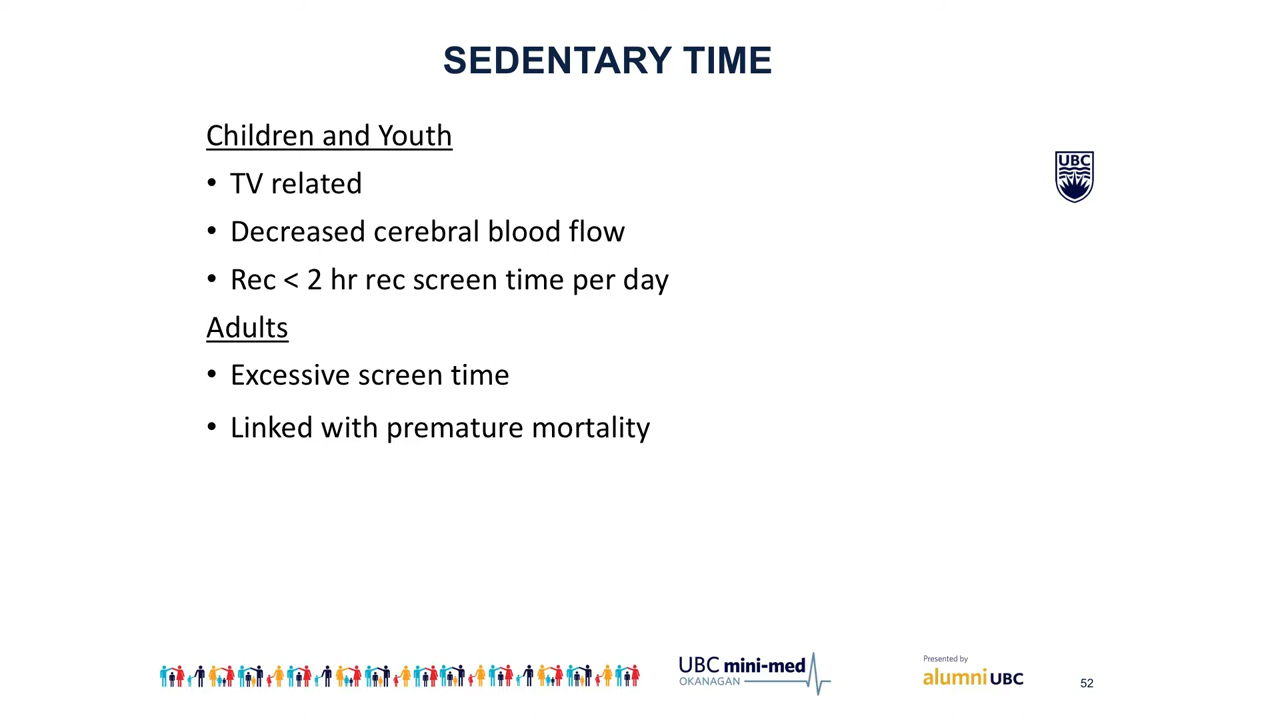 SEDENTARY TIME
Children and Youth
• TV related
• Decreased cerebral blood flow
• Rec < 2 hr rec screen time per day
Adults
• Excessive screen time
• Linked with premature mortality
UBC
UBC mini-med
OKANAGAN
Presented by
alumni UBC
52